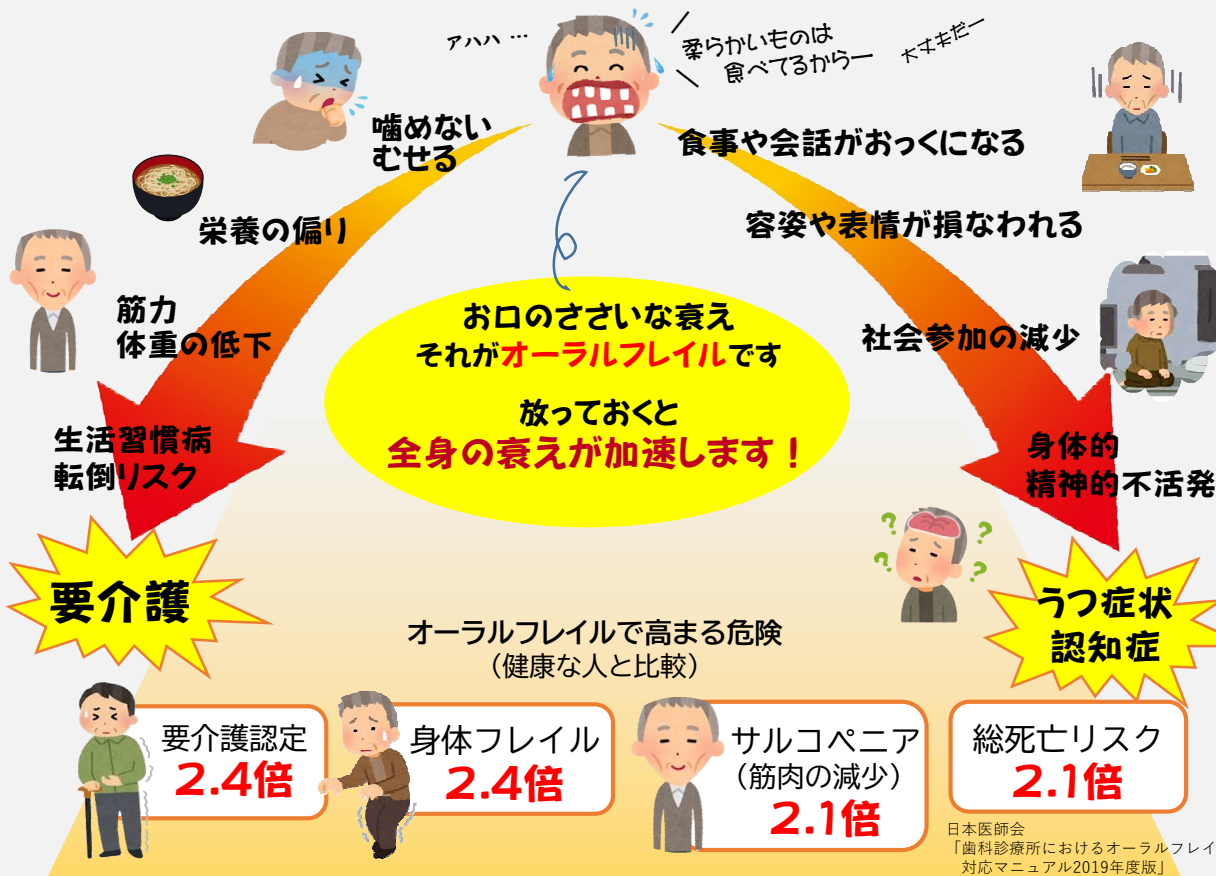 アハハ …
柔らかいものは
食べてるからー
大丈夫だー
噛めない
むせる
食事や会話がおっくになる
栄養の偏り
容姿や表情が損なわれる
筋力
体重の低下
お口のささいな衰え
それがオーラルフレイルです
放っておくと
全身の衰えが加速します！
社会参加の減少
生活習慣病
転倒リスク
身体的
精神的不活発
要介護
うつ症状
認知症
オーラルフレイルで高まる危険
（健康な人と比較）
要介護認定
2.4倍
身体フレイル
2.4倍
サルコペニア
（筋肉の減少）
2.1倍
総死亡リスク
2.1倍
日本医師会
「歯科診療所におけるオーラルフレイ
対応マニュアル2019年度版」